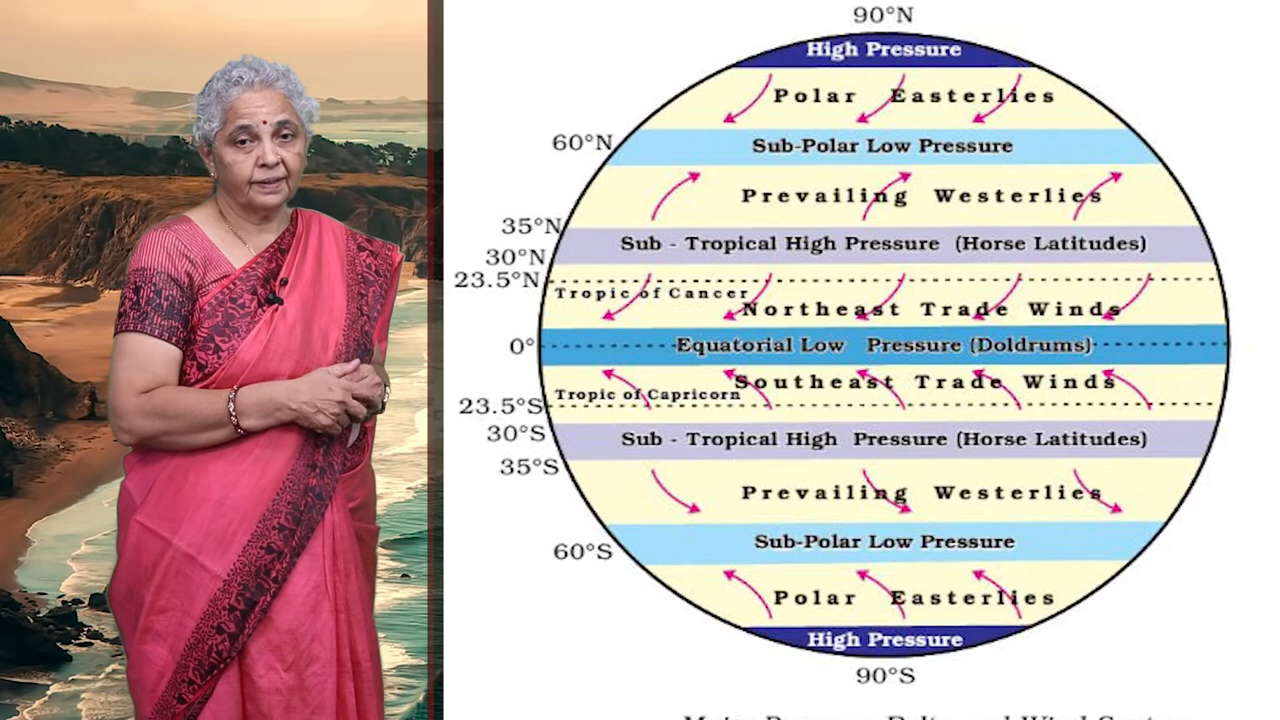 90°N
High Pressure
Polar Easterlies
60°N
Sub-Polar Low Pressure
Prevailing Westerlies
35°N
Sub - Tropical High Pressure (Horse Latitudes)
30°N
23.5°N
Tropic of Cancer
Northeast Trade Winds
0°
Equatorial Low Pressure (Doldrums)
Southeast Trade Winds
Tropic of Capricorn
23.5°S
30°S
Sub - Tropical High Pressure (Horse Latitudes)
35°S
Prevailing Westerlies
60°S
Sub-Polar Low Pressure
Polar Easterlies
High Pressure
90°S